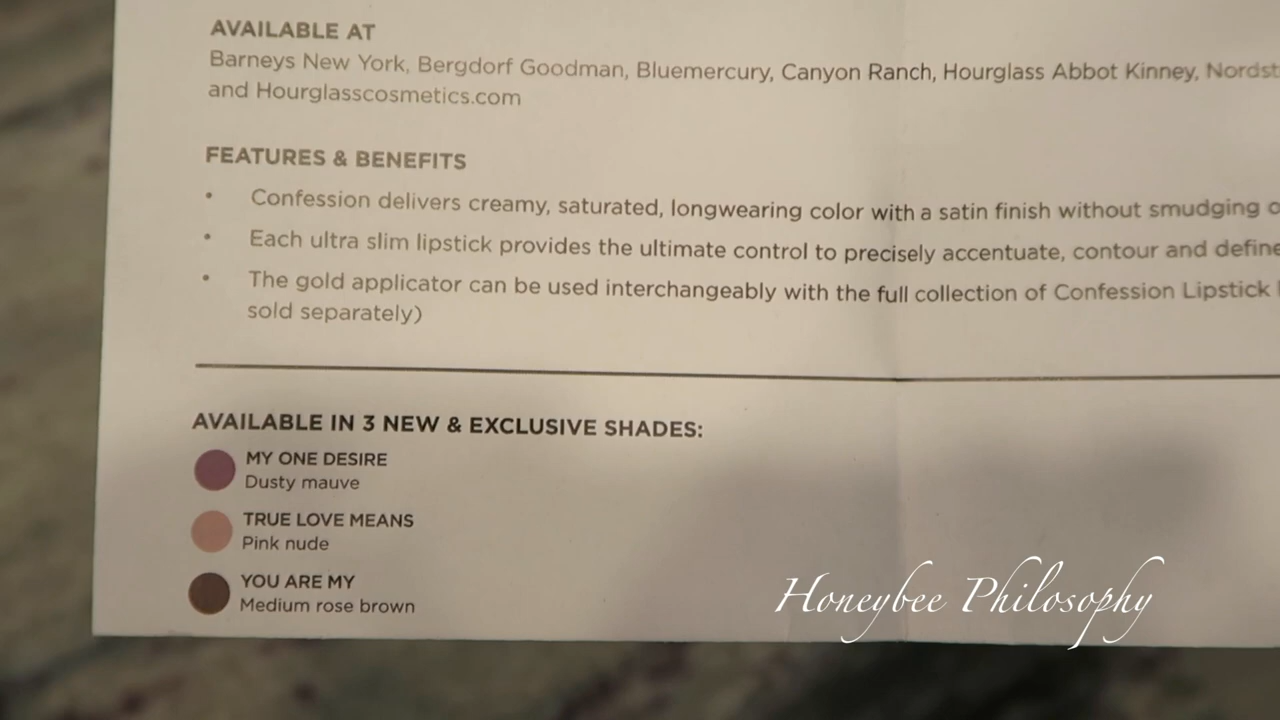 AVAILABLE AT
Barneys New York, Bergdorf Goodman, Bluemercury, Canyon Ranch, Hourglass Abbot Kinney,
and Hourglasscosmetics.com
FEATURES & BENEFITS
• Confession delivers creamy, saturated, longwearing color with a satin finish without smudging
• Each ultra slim lipstick provides the ultimate control to precisely accentuate, contour and define
• The gold applicator can be used interchangeably with the full collection of Confession Lipstick
sold separately)
AVAILABLE IN 3 NEW & EXCLUSIVE SHADES:
MY ONE DESIRE
Dusty mauve
TRUE LOVE MEANS
Pink nude
YOU ARE MY
Medium rose brown
Honeybee Philosophy